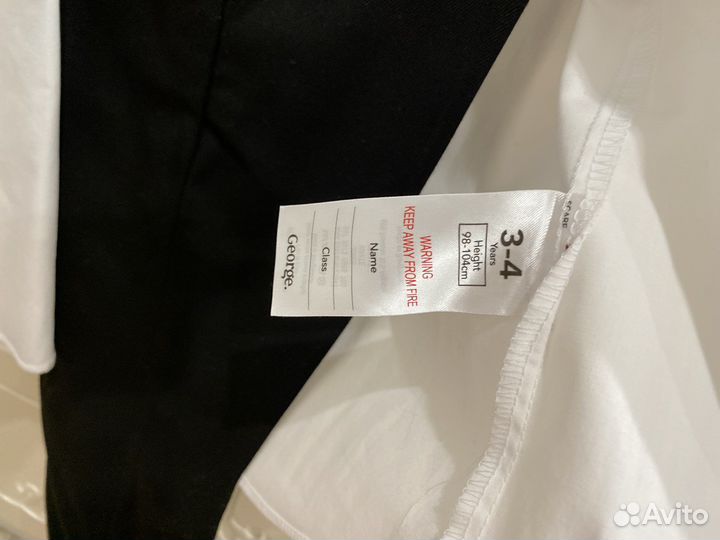 3-4
Years
Height
98-104cm
WARNING
KEEP AWAY FROM FIRE
Name
Class
George.
Avito